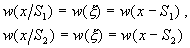 w(x/S₁) = w(ξ) = w(x - S₁) ,
w(x/S₂) = w(ξ) = w(x - S₂)